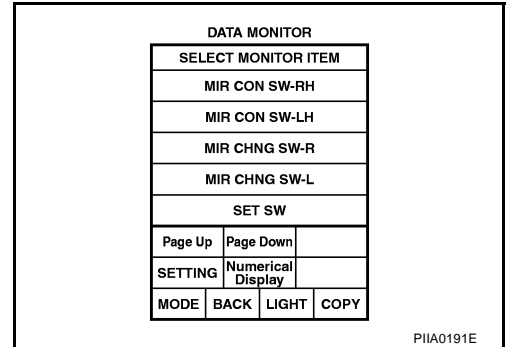 DATA MONITOR
SELECT MONITOR ITEM
MIR CON SW-RH
MIR CON SW-LH
MIR CHNG SW-R
MIR CHNG SW-L
SET SW
Page Up Page Down
SETTING Numerical
Display
MODE BACK LIGHT COPY
PIIA0191E